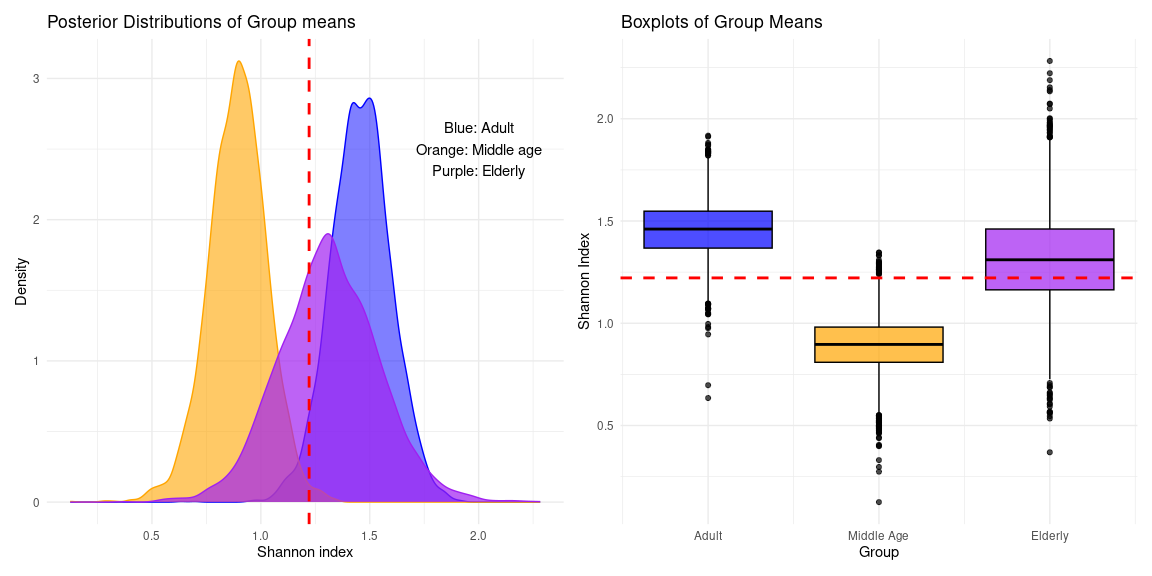 Posterior Distributions of Group means
3
2
1
0
Density
0.5
1.0
1.5
2.0
Shannon index
Blue: Adult
Orange: Middle age
Purple: Elderly
Boxplots of Group Means
2.0
1.5
1.0
0.5
Shannon Index
Adult
Middle Age
Elderly
Group